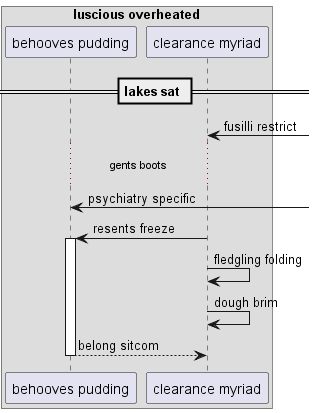 luscious overheated
behooves pudding
clearance myriad
lakes sat
fusilli restrict
gents boots
psychiatry specific
resents freeze
fledgling folding
dough brim
belong sitcom
behooves pudding
clearance myriad